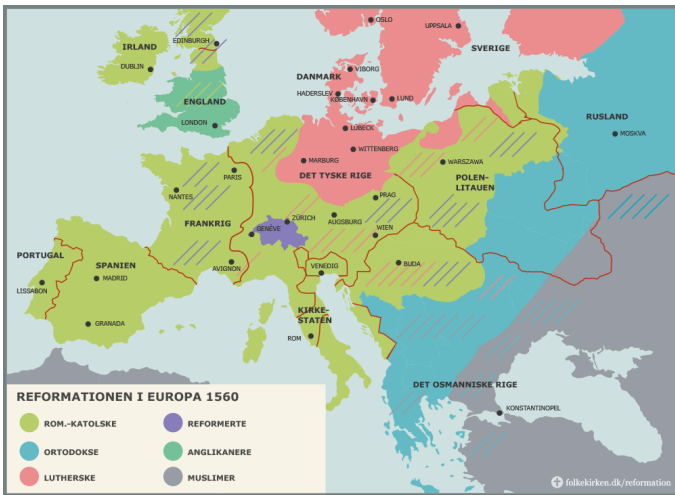 OSLO
UPPSALA
IRLAND
EDINBURGH
SVERIGE
DUBLIN
DANMARK
VIBORG
HADERSLEV
KØBENHAVN
LUND
ENGLAND
RUSLAND
LONDON
LÜBECK
MOSKVA
WITTENBERG
MARBURG
WARSZAWA
PARIS
DET TYSKE RIGE
POLEN-
LITAUEN
NANTES
PRAG
FRANKRIG
ZÜRICH
AUGSBURG
GENÉVE
WIEN
PORTUGAL
SPANIEN
AVIGNON
VENEDIG
BUDA
MADRID
LISSABON
KIRKE-
STATEN
GRANADA
ROM
DET OSMANNISKE RIGE
KONSTANTINOPEL
REFORMATIONEN I EUROPA 1560
ROM.-KATOLSKE
REFORMERTE
ORTODOKSE
ANGLIKANERE
LUTHERSKE
MUSLIMER
folkekirken.dk/reformation